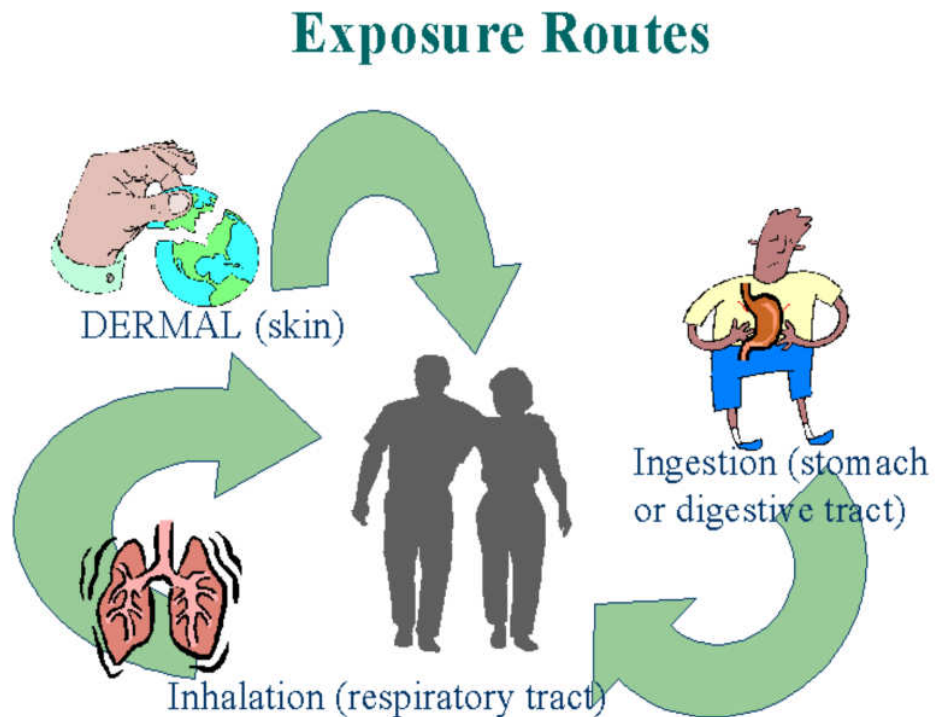 Exposure Routes
DERMAL (skin)
Ingestion (stomach
or digestive tract)
Inhalation (respiratory tract)